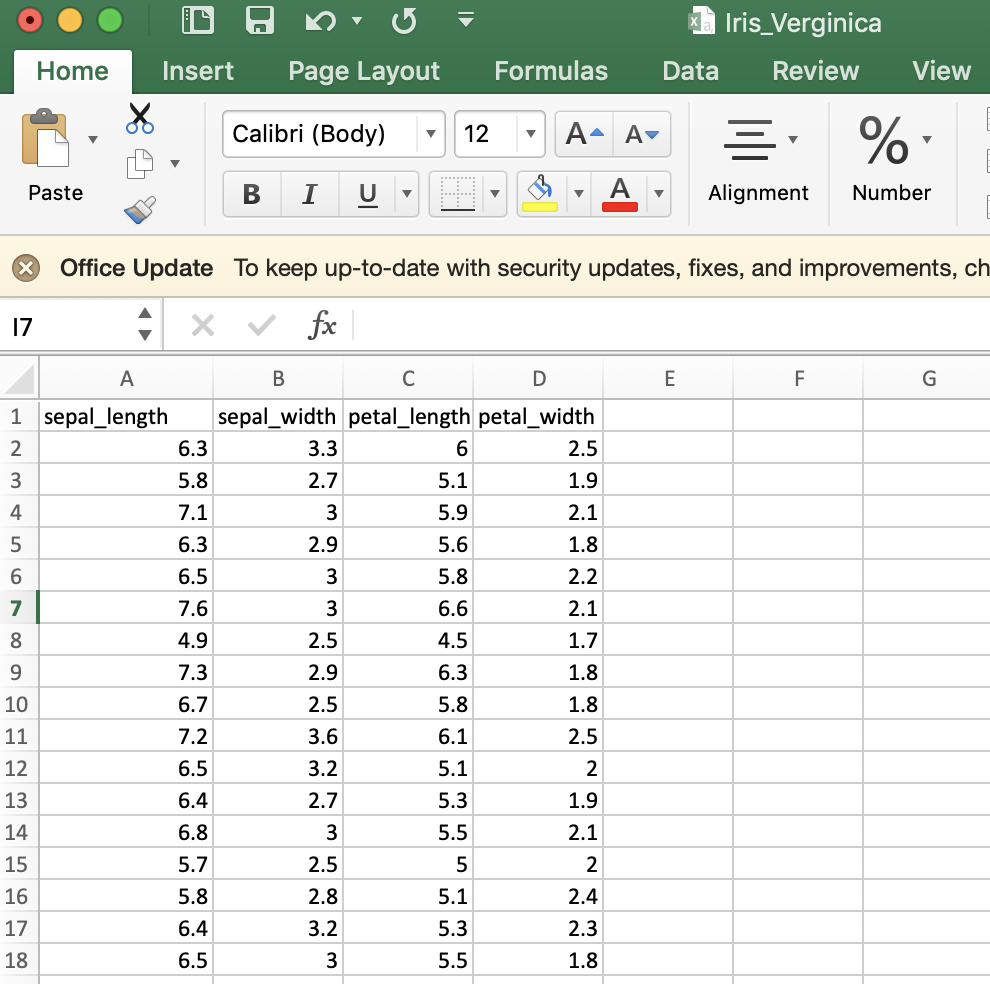 Iris_Verginica
Home Insert Page Layout Formulas Data Review View
Calibri (Body) 12 A A
Paste B I U A Alignment % Number
Office Update To keep up-to-date with security updates, fixes, and improvements, ch
I7 fx
A B C D E F G
1 sepal_length sepal_width petal_length petal_width
2 6.3 3.3 6 2.5
3 5.8 2.7 5.1 1.9
4 7.1 3 5.9 2.1
5 6.3 2.9 5.6 1.8
6 6.5 3 5.8 2.2
7 7.6 3 6.6 2.1
8 4.9 2.5 4.5 1.7
9 7.3 2.9 6.3 1.8
10 6.7 2.5 5.8 1.8
11 7.2 3.6 6.1 2.5
12 6.5 3.2 5.1 2
13 6.4 2.7 5.3 1.9
14 6.8 3 5.5 2.1
15 5.7 2.5 5 2
16 5.8 2.8 5.1 2.4
17 6.4 3.2 5.3 2.3
18 6.5 3 5.5 1.8